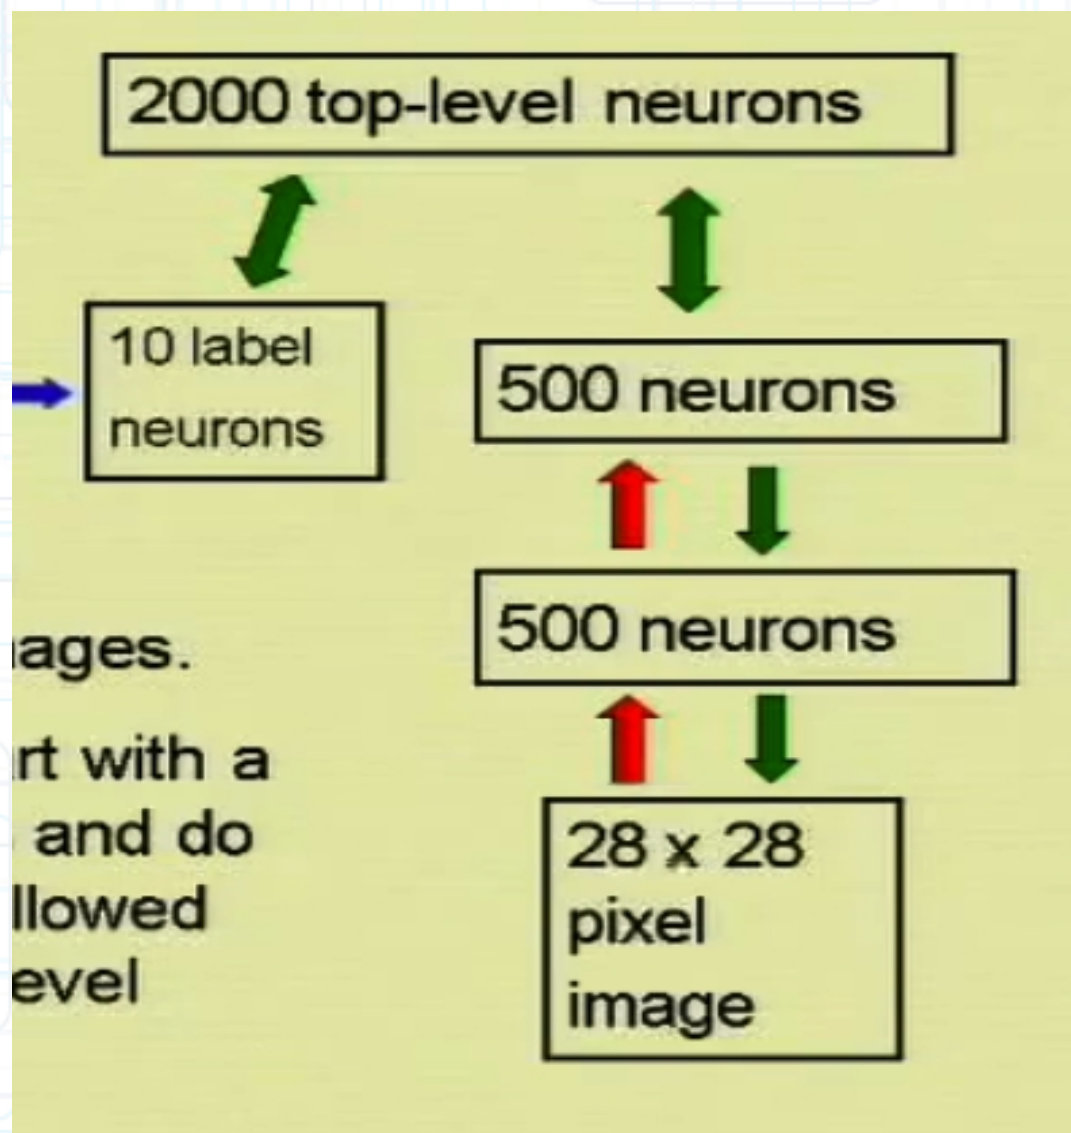 2000 top-level neurons
10 label
neurons
500 neurons
500 neurons
ages.
rt with a
and do
llowed
evel
28 x 28
pixel
image